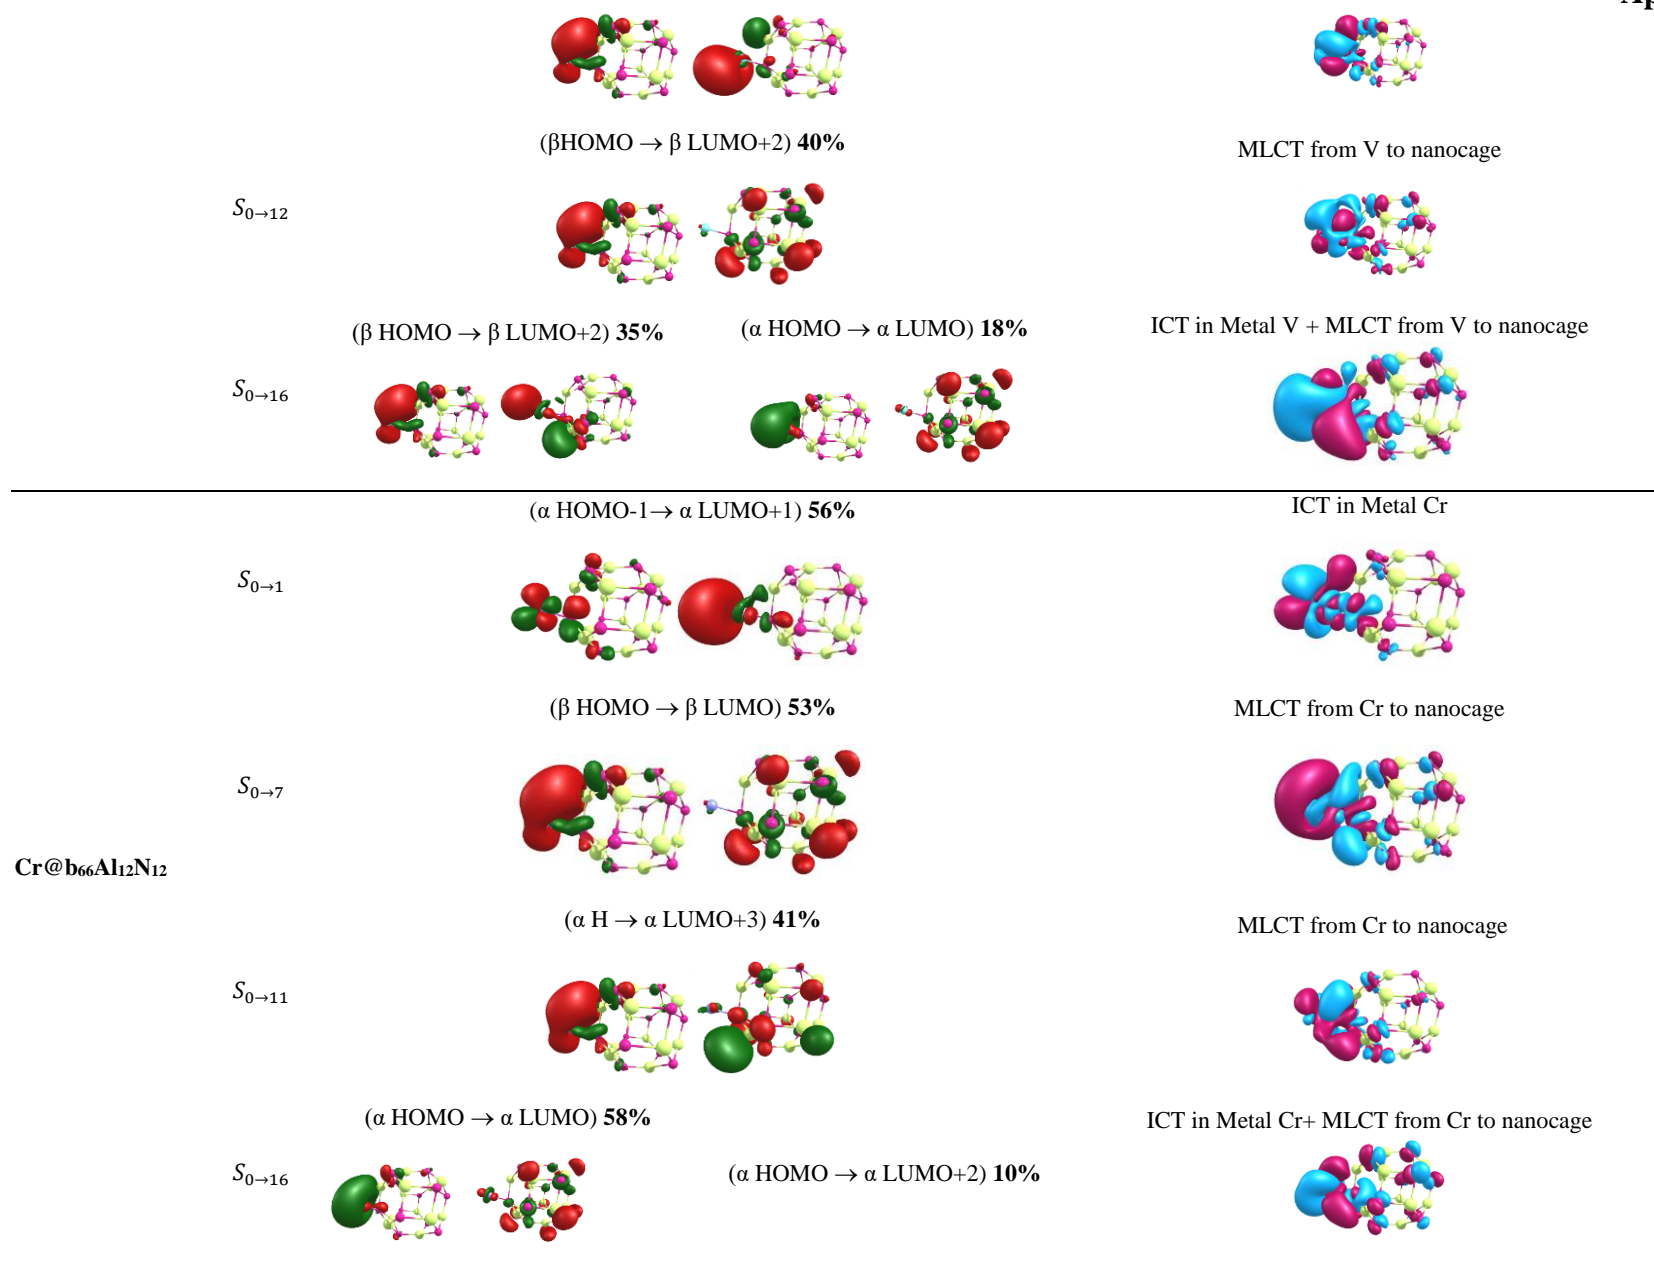 (βHOMO → β LUMO+2) 40%
MLCT from V to nanocage
S0→12
(β HOMO → β LUMO+2) 35%
(α HOMO → α LUMO) 18%
ICT in Metal V + MLCT from V to nanocage
S0→16
(α HOMO-1→ α LUMO+1) 56%
ICT in Metal Cr
S0→1
(β HOMO → β LUMO) 53%
MLCT from Cr to nanocage
S0→7
Cr@b66Al12N12
(α H → α LUMO+3) 41%
MLCT from Cr to nanocage
S0→11
(α HOMO → α LUMO) 58%
ICT in Metal Cr+ MLCT from Cr to nanocage
S0→16
(α HOMO → α LUMO+2) 10%